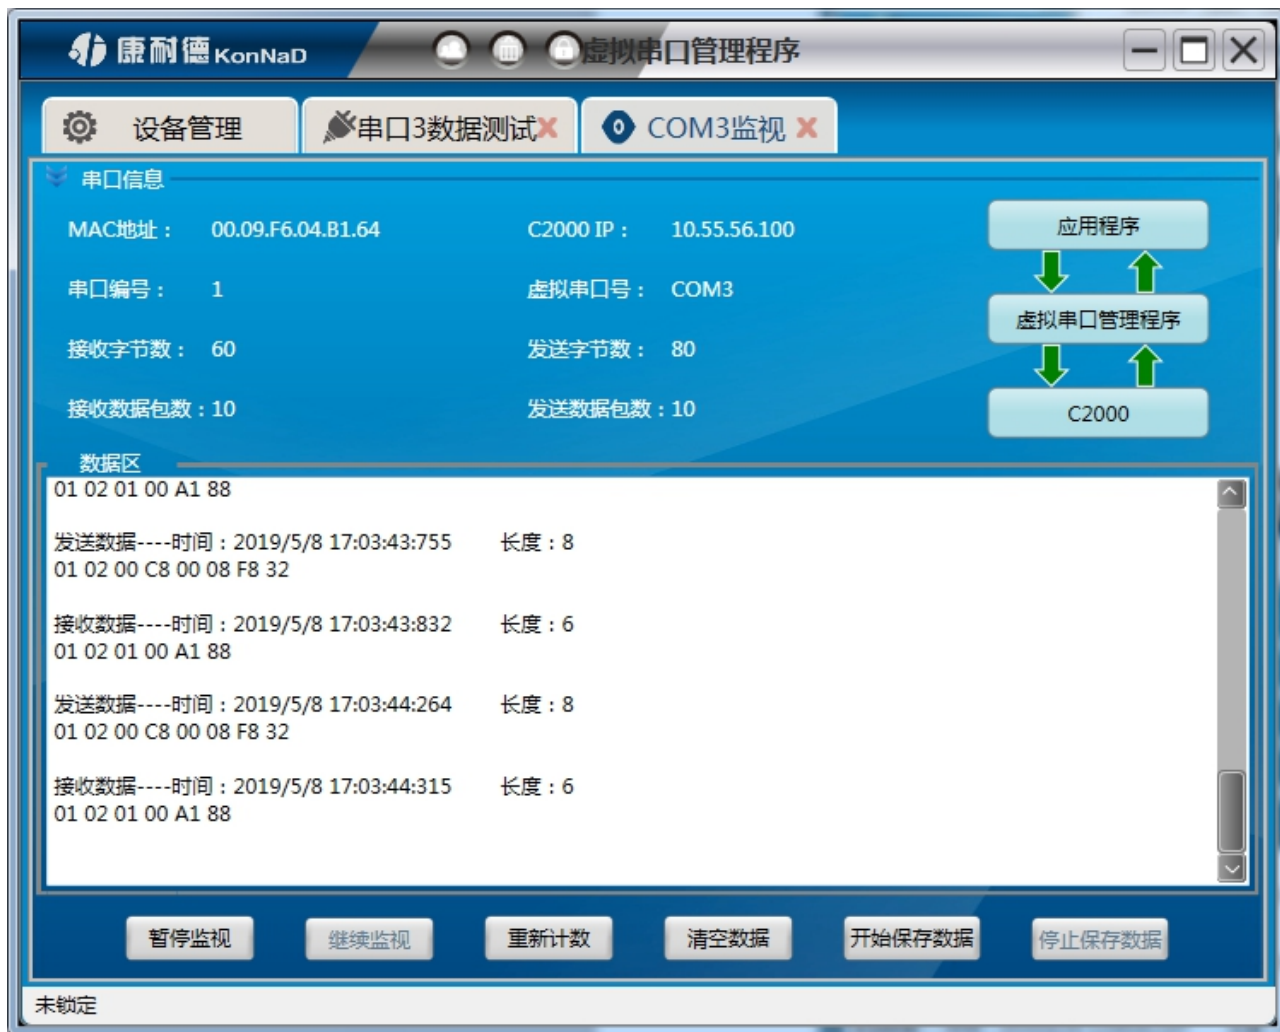 康耐德 KonNaD 虚拟串口管理程序
设备管理 串口3数据测试 COM3监视
串口信息
MAC地址： 00.09.F6.04.B1.64 C2000 IP： 10.55.56.100 应用程序
串口编号： 1 虚拟串口号： COM3
虚拟串口管理程序
接收字节数： 60 发送字节数： 80
接收数据包数：10 发送数据包数：10 C2000
数据区
01 02 01 00 A1 88
发送数据----时间：2019/5/8 17:03:43:755 长度：8
01 02 00 C8 00 08 F8 32
接收数据----时间：2019/5/8 17:03:43:832 长度：6
01 02 01 00 A1 88
发送数据----时间：2019/5/8 17:03:44:264 长度：8
01 02 00 C8 00 08 F8 32
接收数据----时间：2019/5/8 17:03:44:315 长度：6
01 02 01 00 A1 88
暂停监视 继续监视 重新计数 清空数据 开始保存数据 停止保存数据
未锁定